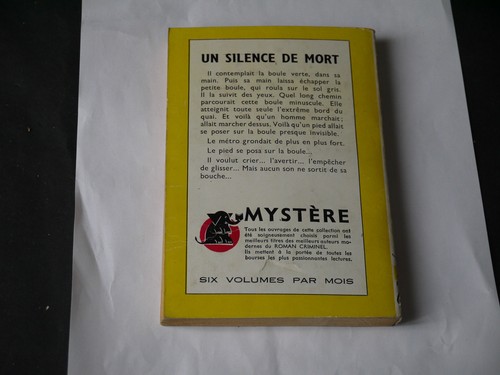 UN SILENCE DE MORT
Il contemplait la boule verte, dans sa
main. Puis sa main laissa échapper la
petite boule, qui roula sur le sol gris.
Il la suivit des yeux. Quel long chemin
parcourait cette boule minuscule. Elle
atteignit toute seule l'extrême bord du
quai. Et voilà qu'un homme marchait ;
allait marcher dessus. Voilà qu'un pied allait
se poser sur la boule presque invisible.
Le métro grondait de plus en plus fort.
Le pied se posa sur la boule...
Il voulut crier... l'avertir... l'empêcher
de glisser... Mais aucun son ne sortit de sa
bouche...
MYSTÈRE
Tous les ouvrages de cette collection ont
été soigneusement choisis parmi les
meilleurs titres des meilleurs auteurs mo-
dernes du ROMAN CRIMINEL.
Ils mettent à la portée de toutes les
bourses les plus passionnantes lectures.
SIX VOLUMES PAR MOIS